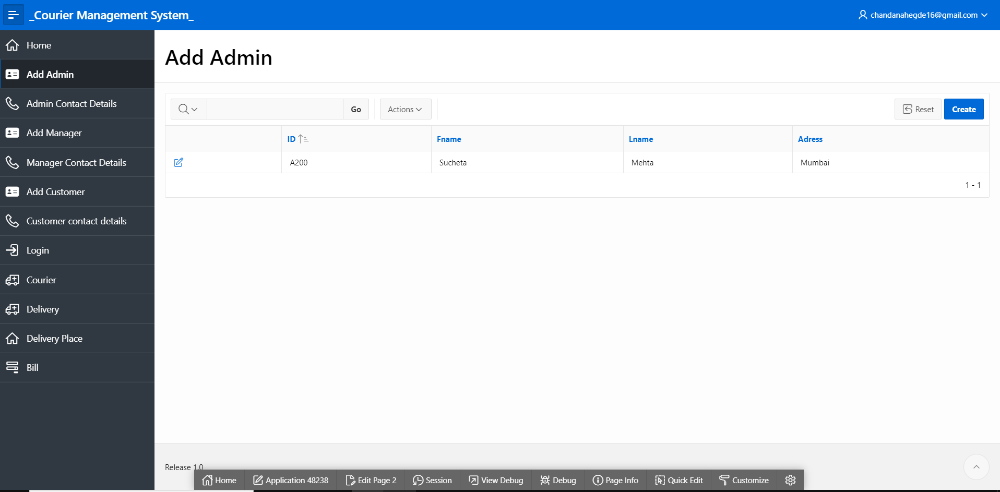 _Courier Management System_
chandanahegde16@gmail.com
Home
Add Admin
Admin Contact Details
Add Manager
Manager Contact Details
Add Customer
Customer contact details
Login
Courier
Delivery
Delivery Place
Bill
Add Admin
Go Actions Reset Create
ID Fname Lname Adress
A200 Sucheta Mehta Mumbai
1 - 1
Release 1.0
Home Application 48238 Edit Page 2 Session View Debug Debug Page Info Quick Edit Customize